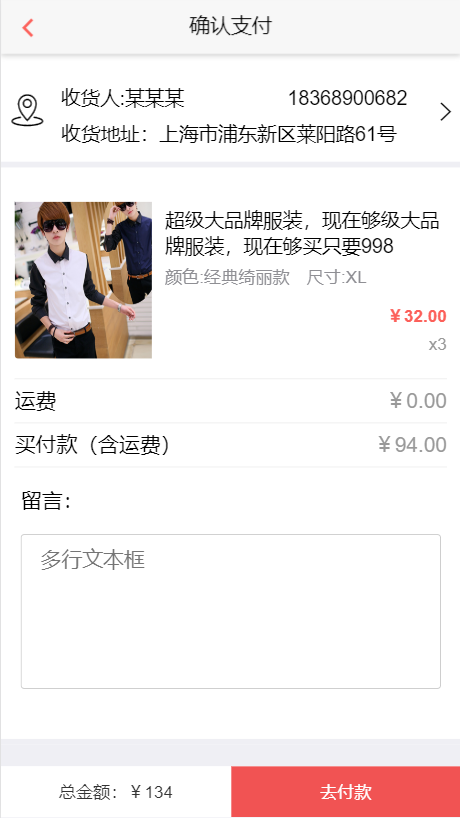 确认支付
收货人:某某某 18368900682
收货地址：上海市浦东新区莱阳路61号
超级大品牌服装，现在够级大品
牌服装，现在够买只要998
颜色:经典绮丽款 尺寸:XL
￥32.00
x3
运费 ￥0.00
买付款（含运费） ￥94.00
留言：
多行文本框
总金额：￥134 去付款